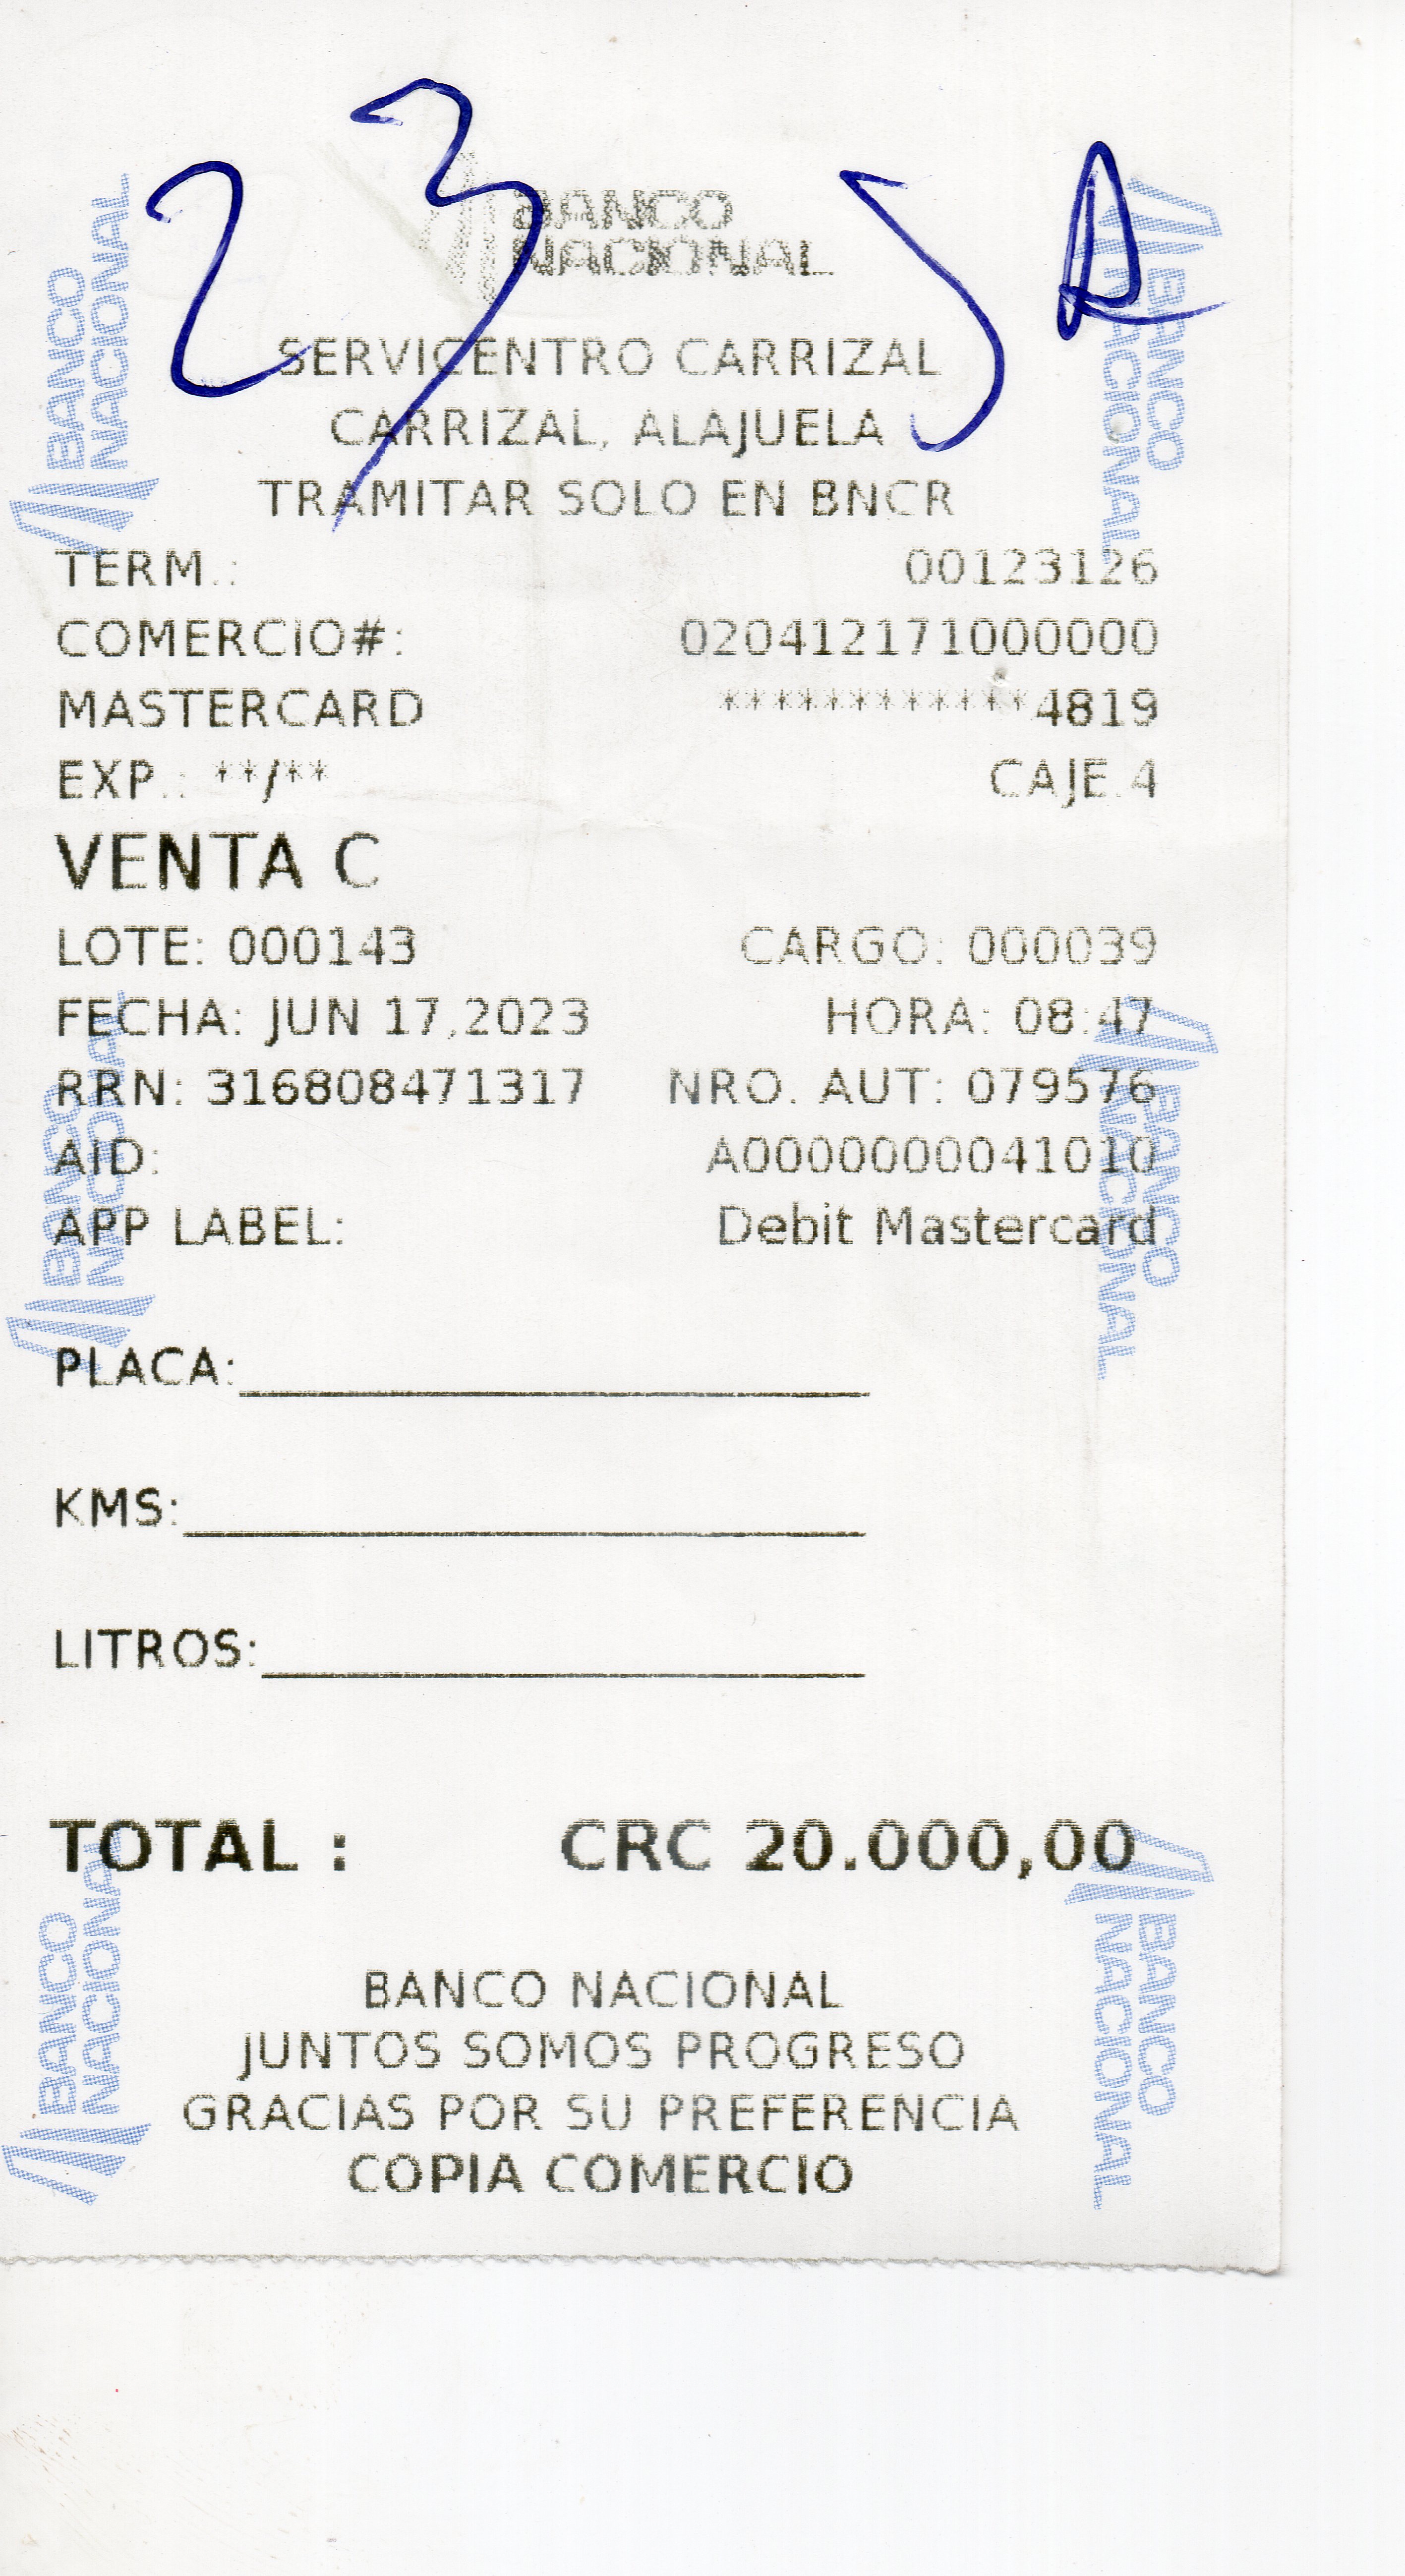 23 JA
BANCO
NACIONAL
SERVICENTRO CARRIZAL
CARRIZAL, ALAJUELA
TRAMITAR SOLO EN BNCR
TERM.: 00123126
COMERCIO#: 020412171000000
MASTERCARD ************4819
EXP.: **/** CAJE.4
VENTA C
LOTE: 000143 CARGO: 000039
FECHA: JUN 17,2023 HORA: 08:47
RRN: 316808471317 NRO. AUT: 079576
AID: A0000000041010
APP LABEL: Debit Mastercard
PLACA:
KMS:
LITROS:
TOTAL : CRC 20.000,00
BANCO NACIONAL
JUNTOS SOMOS PROGRESO
GRACIAS POR SU PREFERENCIA
COPIA COMERCIO
BANCO NACIONAL
BANCO NACIONAL
BANCO NACIONAL
BANCO NACIONAL
BANCO NACIONAL
BANCO NACIONAL